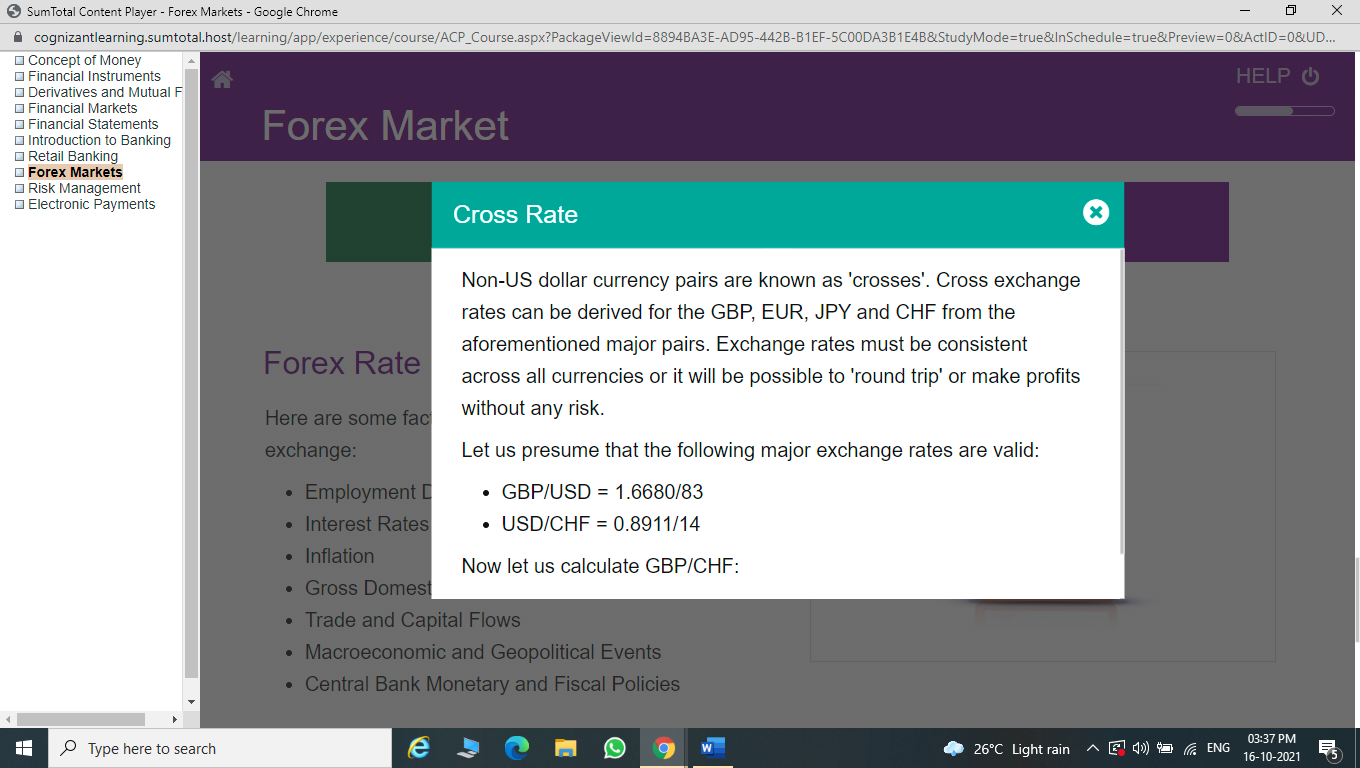 SumTotal Content Player - Forex Markets - Google Chrome
cognizantlearning.sumtotal.host/learning/app/experience/course/ACP_Course.aspx?PackageViewId=8894BA3E-AD95-442B-B1EF-5C00DA3B1E4B&StudyMode=true&InSchedule=true&Preview=0&ActID=0&UD...
Concept of Money
Financial Instruments
Derivatives and Mutual F
Financial Markets
Financial Statements
Introduction to Banking
Retail Banking
Forex Markets
Risk Management
Electronic Payments
HELP
Forex Market
Cross Rate
Non-US dollar currency pairs are known as 'crosses'. Cross exchange
rates can be derived for the GBP, EUR, JPY and CHF from the
aforementioned major pairs. Exchange rates must be consistent
across all currencies or it will be possible to 'round trip' or make profits
without any risk.
Let us presume that the following major exchange rates are valid:
• GBP/USD = 1.6680/83
• USD/CHF = 0.8911/14
Now let us calculate GBP/CHF:
Forex Rate
Here are some fac
exchange:
• Employment D
• Interest Rates
• Inflation
• Gross Domest
• Trade and Capital Flows
• Macroeconomic and Geopolitical Events
• Central Bank Monetary and Fiscal Policies
Type here to search
26°C Light rain
ENG
03:37 PM
16-10-2021
5